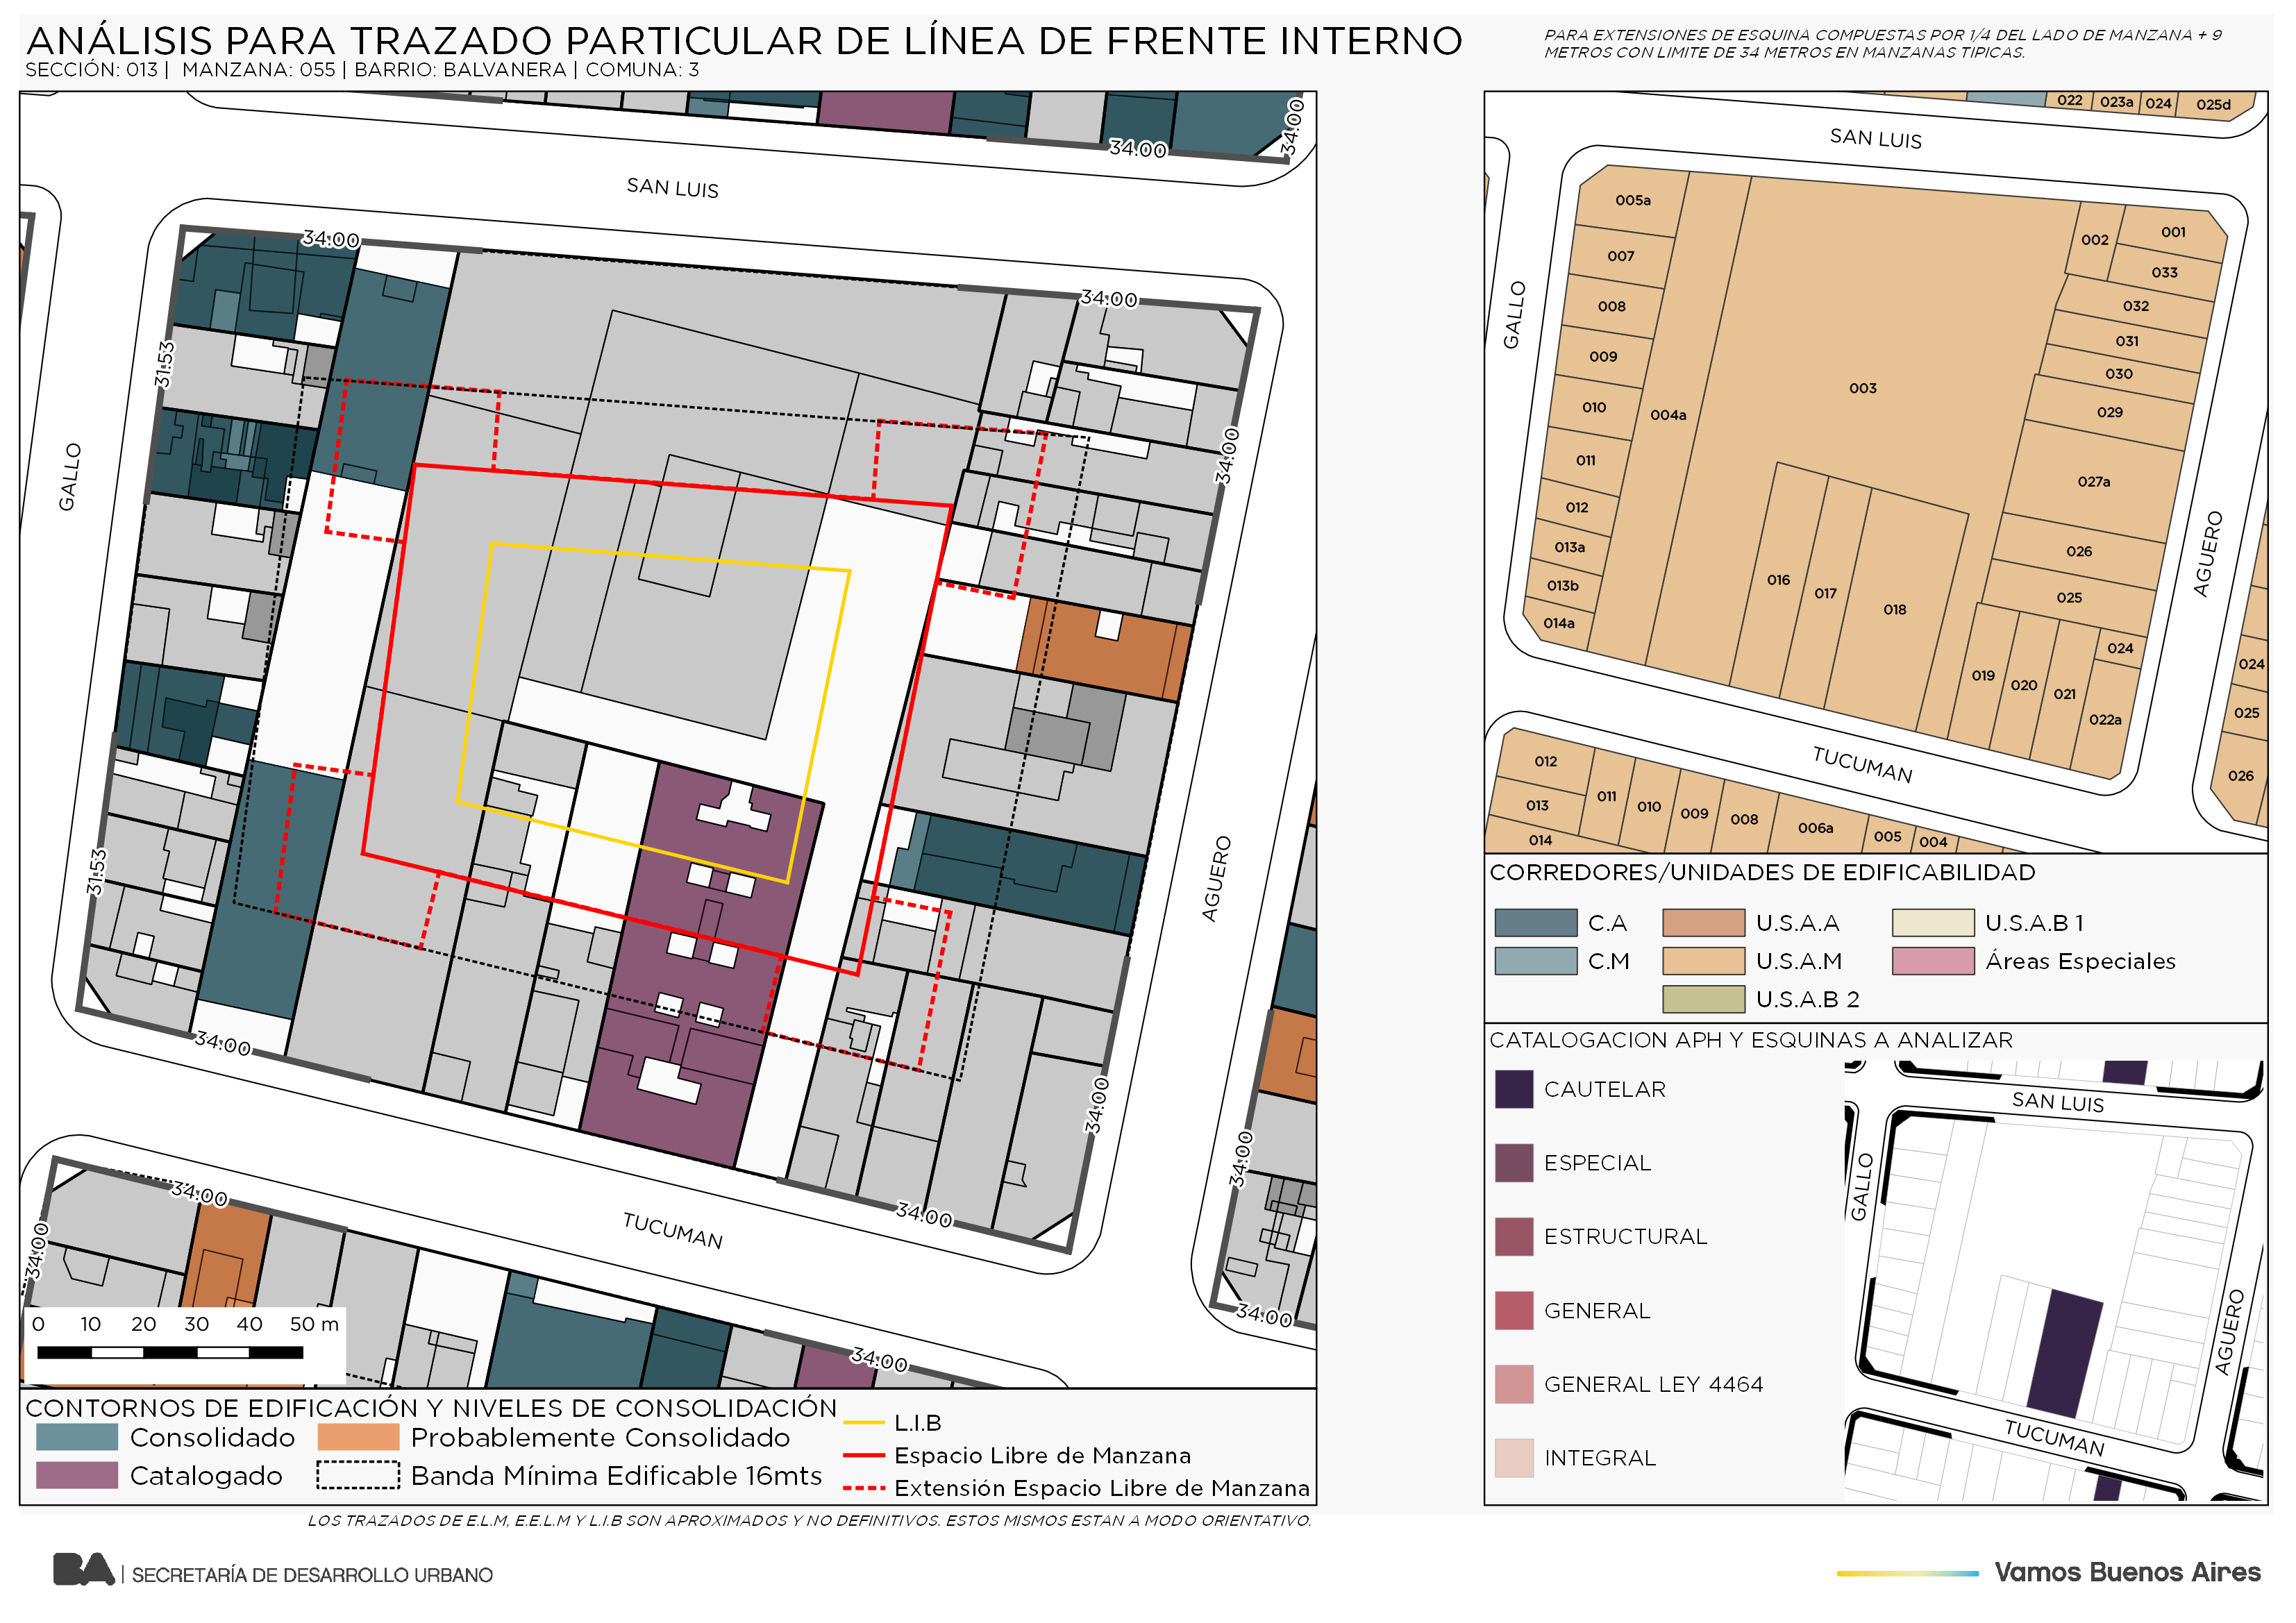 ANÁLISIS PARA TRAZADO PARTICULAR DE LÍNEA DE FRENTE INTERNO
SECCIÓN: 013 | MANZANA: 055 | BARRIO: BALVANERA | COMUNA: 3
PARA EXTENSIONES DE ESQUINA COMPUESTAS POR 1/4 DEL LADO DE MANZANA + 9
METROS CON LIMITE DE 34 METROS EN MANZANAS TIPICAS.
34:00
34:00
SAN LUIS
34:00
34:00
31:53
34:00
GALLO
31:53
AGUERO
34:00
34:00
34:00
34:00
TUCUMAN
34:00
34:00
34:00
34:00
34:00
0 10 20 30 40 50 m
CONTORNOS DE EDIFICACIÓN Y NIVELES DE CONSOLIDACIÓN
Consolidado
Probablemente Consolidado
Catalogado
Banda Mínima Edificable 16mts
L.I.B
Espacio Libre de Manzana
Extensión Espacio Libre de Manzana
LOS TRAZADOS DE E.L.M, E.E.L.M Y L.I.B SON APROXIMADOS Y NO DEFINITIVOS. ESTOS MISMOS ESTAN A MODO ORIENTATIVO.
022 023a 024 025d
SAN LUIS
005a
002
001
007
033
008
032
GALLO
009
031
030
003
010
004a
029
011
027a
012
013a
026
AGUERO
013b
016
017
018
025
014a
024
019
020
021
022a
024
025
026
TUCUMAN
012
013
014
011
010
009
008
006a
005
004
CORREDORES/UNIDADES DE EDIFICABILIDAD
C.A
U.S.A.A
U.S.A.B 1
C.M
U.S.A.M
Áreas Especiales
U.S.A.B 2
CATALOGACION APH Y ESQUINAS A ANALIZAR
CAUTELAR
ESPECIAL
ESTRUCTURAL
GENERAL
GENERAL LEY 4464
INTEGRAL
SAN LUIS
GALLO
AGUERO
TUCUMAN
BA | SECRETARÍA DE DESARROLLO URBANO
Vamos Buenos Aires